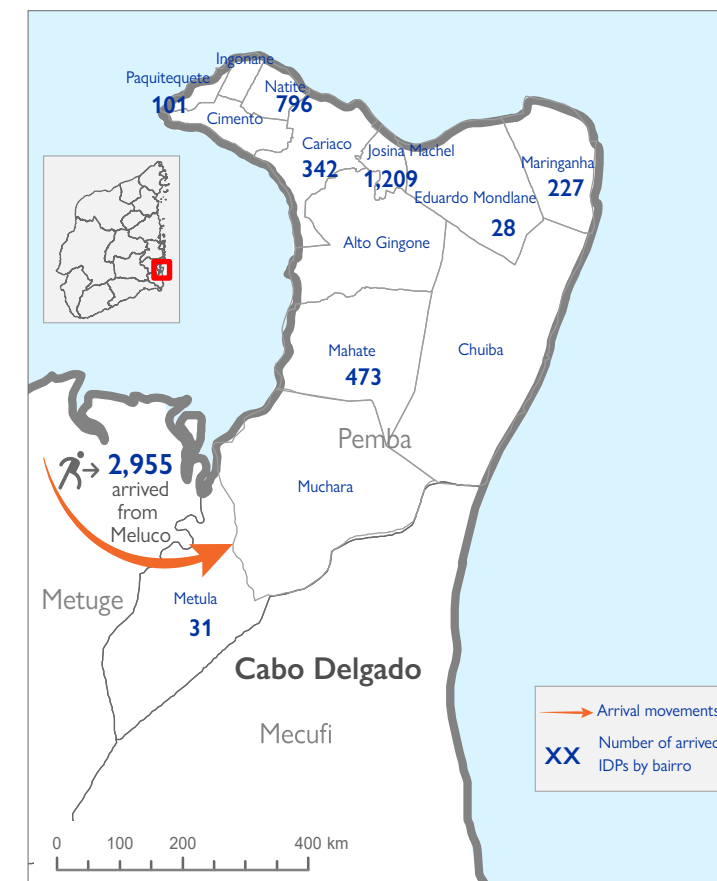 Ingonane
Paquitequete
101
Natite
796
Cimento
Cariaco
342
Josina Machel
1,209
Maringanha
227
Eduardo Mondlane
28
Alto Gingone
Mahate
473
Chuiba
Pemba
2,955
arrived
from
Meluco
Muchara
Metuge
Metula
31
Cabo Delgado
Mecufi
Arrival movements
XX
Number of arrived
IDPs by bairro
0 100 200 400 km